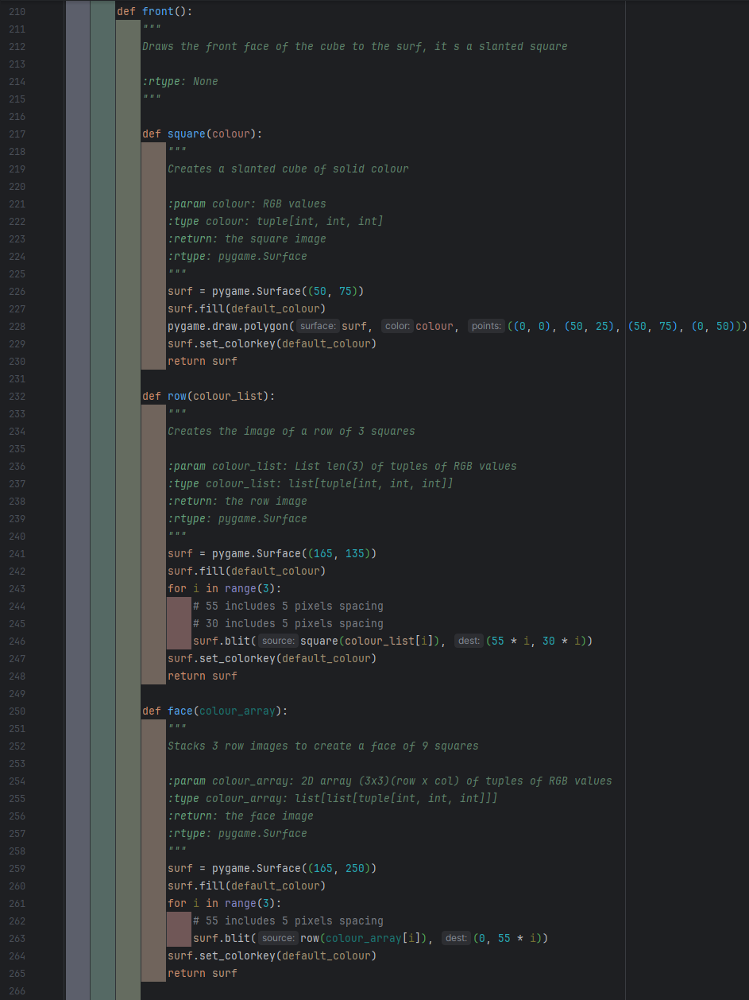 210 def front():
211 """
212 Draws the front face of the cube to the surf, it s a slanted square
213
214 :rtype: None
215 """
216
217 def square(colour):
218 """
219 Creates a slanted cube of solid colour
220
221 :param colour: RGB values
222 :type colour: tuple[int, int, int]
223 :return: the square image
224 :rtype: pygame.Surface
225 """
226 surf = pygame.Surface((50, 75))
227 surf.fill(default_colour)
228 pygame.draw.polygon( surface: surf, color: colour, points: ((0, 0), (50, 25), (50, 75), (0, 50)))
229 surf.set_colorkey(default_colour)
230 return surf
231
232 def row(colour_list):
233 """
234 Creates the image of a row of 3 squares
235
236 :param colour_list: List len(3) of tuples of RGB values
237 :type colour_list: list[tuple[int, int, int]]
238 :return: the row image
239 :rtype: pygame.Surface
240 """
241 surf = pygame.Surface((165, 135))
242 surf.fill(default_colour)
243 for i in range(3):
244 # 55 includes 5 pixels spacing
245 # 30 includes 5 pixels spacing
246 surf.blit( source: square(colour_list[i]), dest: (55 * i, 30 * i))
247 surf.set_colorkey(default_colour)
248 return surf
249
250 def face(colour_array):
251 """
252 Stacks 3 row images to create a face of 9 squares
253
254 :param colour_array: 2D array (3x3)(row x col) of tuples of RGB values
255 :type colour_array: list[list[tuple[int, int, int]]]
256 :return: the face image
257 :rtype: pygame.Surface
258 """
259 surf = pygame.Surface((165, 250))
260 surf.fill(default_colour)
261 for i in range(3):
262 # 55 includes 5 pixels spacing
263 surf.blit( source: row(colour_array[i]), dest: (0, 55 * i))
264 surf.set_colorkey(default_colour)
265 return surf
266